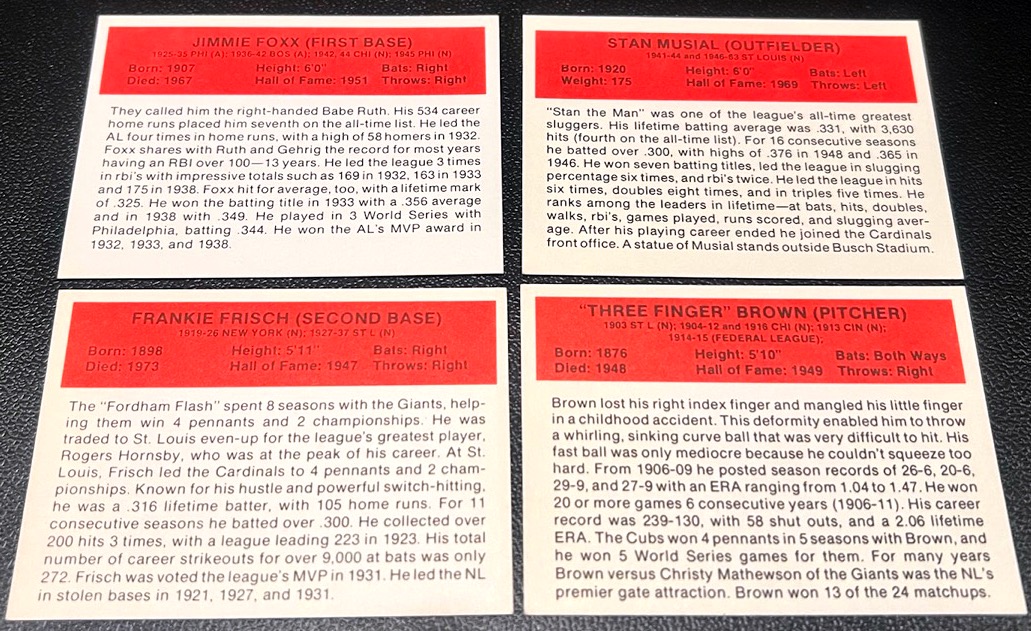 JIMMIE FOXX (FIRST BASE)
1925-35 PHI (A); 1936-42 BOS (A); 1942, 44 CHI (N); 1945 PHI (N)
Born: 1907 Height: 6'0" Bats: Right
Died: 1967 Hall of Fame: 1951 Throws: Right
They called him the right-handed Babe Ruth. His 534 career
home runs placed him seventh on the all-time list. He led the
AL four times in home runs, with a high of 58 homers in 1932.
Foxx shares with Ruth and Gehrig the record for most years
having an RBI over 100—13 years. He led the league 3 times
in rbi's with impressive totals such as 169 in 1932, 163 in 1933
and 175 in 1938. Foxx hit for average, too, with a lifetime mark
of .325. He won the batting title in 1933 with a .356 average
and in 1938 with .349. He played in 3 World Series with
Philadelphia, batting .344. He won the AL's MVP award in
1932, 1933, and 1938.
STAN MUSIAL (OUTFIELDER)
1941-44 and 1946-63 ST LOUIS (N)
Born: 1920 Height: 6'0" Bats: Left
Weight: 175 Hall of Fame: 1969 Throws: Left
"Stan the Man" was one of the league's all-time greatest
sluggers. His lifetime batting average was .331, with 3,630
hits (fourth on the all-time list). For 16 consecutive seasons
he batted over .300, with highs of .376 in 1948 and .365 in
1946. He won seven batting titles, led the league in slugging
percentage six times, and rbi's twice. He led the league in hits
six times, doubles eight times, and in triples five times. He
ranks among the leaders in lifetime—at bats, hits, doubles,
walks, rbi's, games played, runs scored, and slugging aver-
age. After his playing career ended he joined the Cardinals
front office. A statue of Musial stands outside Busch Stadium.
FRANKIE FRISCH (SECOND BASE)
1919-26 NEW YORK (N); 1927-37 ST L (N)
Born: 1898 Height: 5'11" Bats: Right
Died: 1973 Hall of Fame: 1947 Throws: Right
The "Fordham Flash" spent 8 seasons with the Giants, help-
ing them win 4 pennants and 2 championships. He was
traded to St. Louis even-up for the league's greatest player,
Rogers Hornsby, who was at the peak of his career. At St.
Louis, Frisch led the Cardinals to 4 pennants and 2 cham-
pionships. Known for his hustle and powerful switch-hitting,
he was a .316 lifetime batter, with 105 home runs. For 11
consecutive seasons he batted over .300. He collected over
200 hits 3 times, with a league leading 223 in 1923. His total
number of career strikeouts for over 9,000 at bats was only
272. Frisch was voted the league's MVP in 1931. He led the NL
in stolen bases in 1921, 1927, and 1931.
"THREE FINGER" BROWN (PITCHER)
1903 ST L (N); 1904-12 and 1916 CHI (N); 1913 CIN (N);
1914-15 (FEDERAL LEAGUE);
Born: 1876 Height: 5'10" Bats: Both Ways
Died: 1948 Hall of Fame: 1949 Throws: Right
Brown lost his right index finger and mangled his little finger
in a childhood accident. This deformity enabled him to throw
a whirling, sinking curve ball that was very difficult to hit. His
fast ball was only mediocre because he couldn't squeeze too
hard. From 1906-09 he posted season records of 26-6, 20-6,
29-9, and 27-9 with an ERA ranging from 1.04 to 1.47. He won
20 or more games 6 consecutive years (1906-11). His career
record was 239-130, with 58 shut outs, and a 2.06 lifetime
ERA. The Cubs won 4 pennants in 5 seasons with Brown, and
he won 5 World Series games for them. For many years
Brown versus Christy Mathewson of the Giants was the NL's
premier gate attraction. Brown won 13 of the 24 matchups.